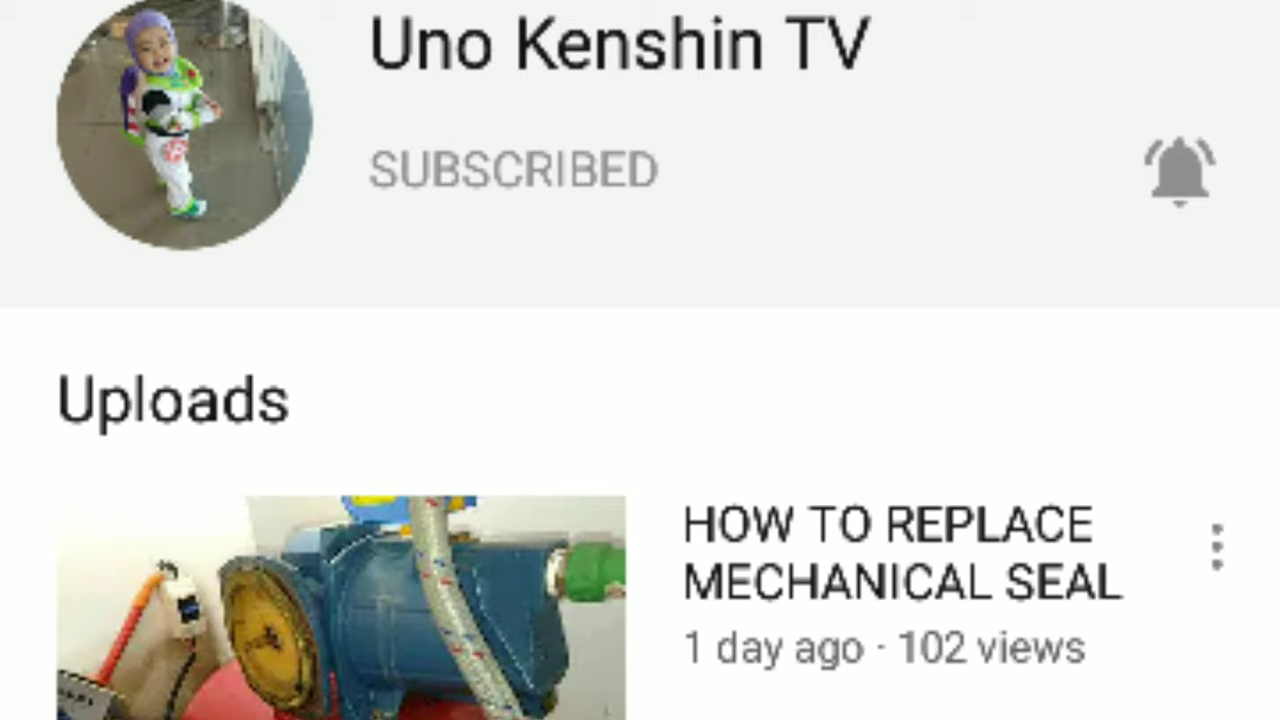 Uno Kenshin TV
SUBSCRIBED
Uploads
HOW TO REPLACE
MECHANICAL SEAL
1 day ago · 102 views